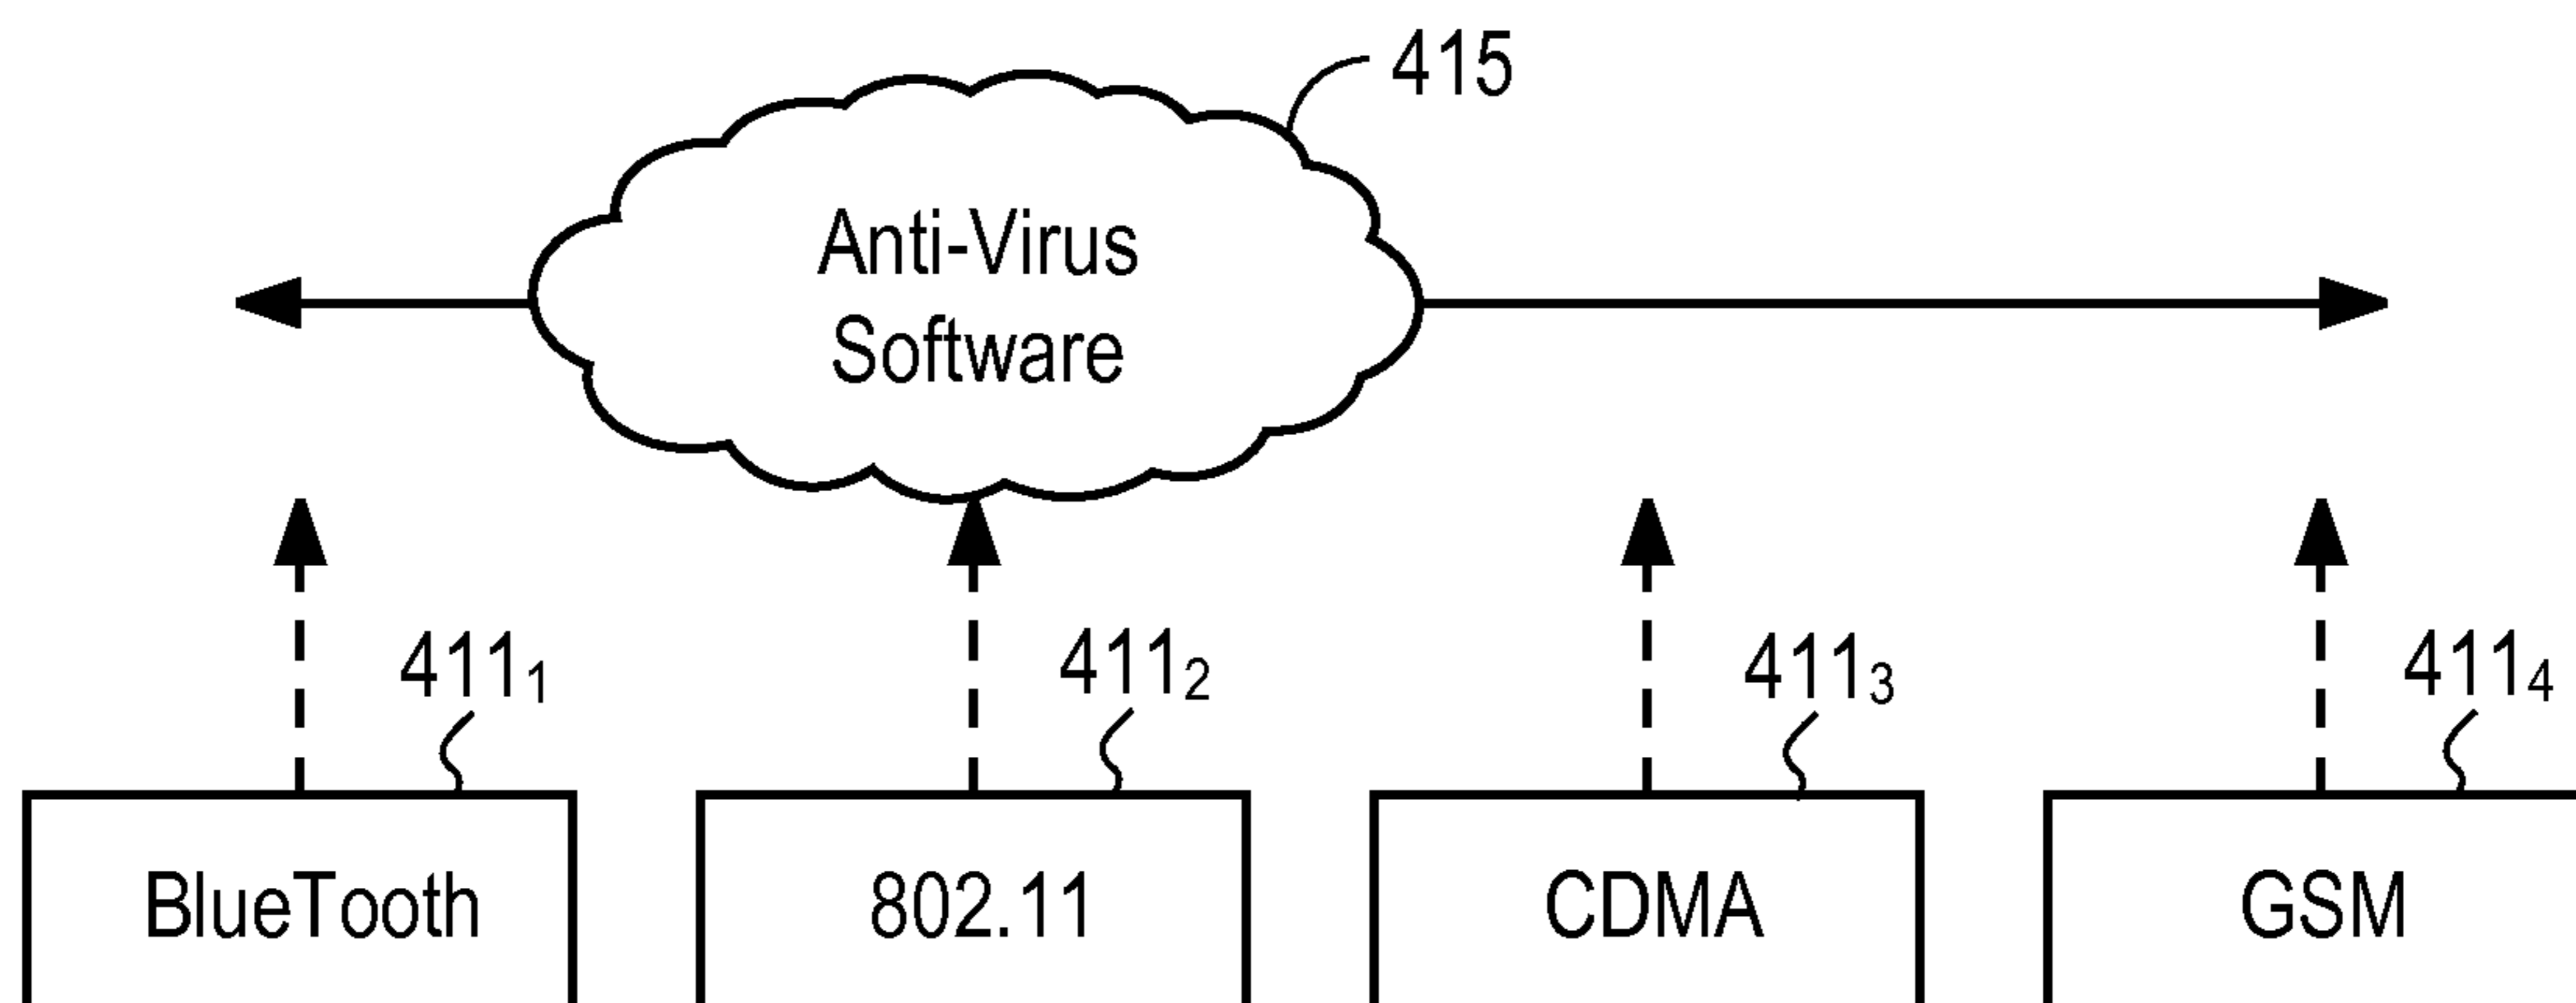 415
Anti-Virus
Software
411₁ 411₂ 411₃ 411₄
BlueTooth 802.11 CDMA GSM